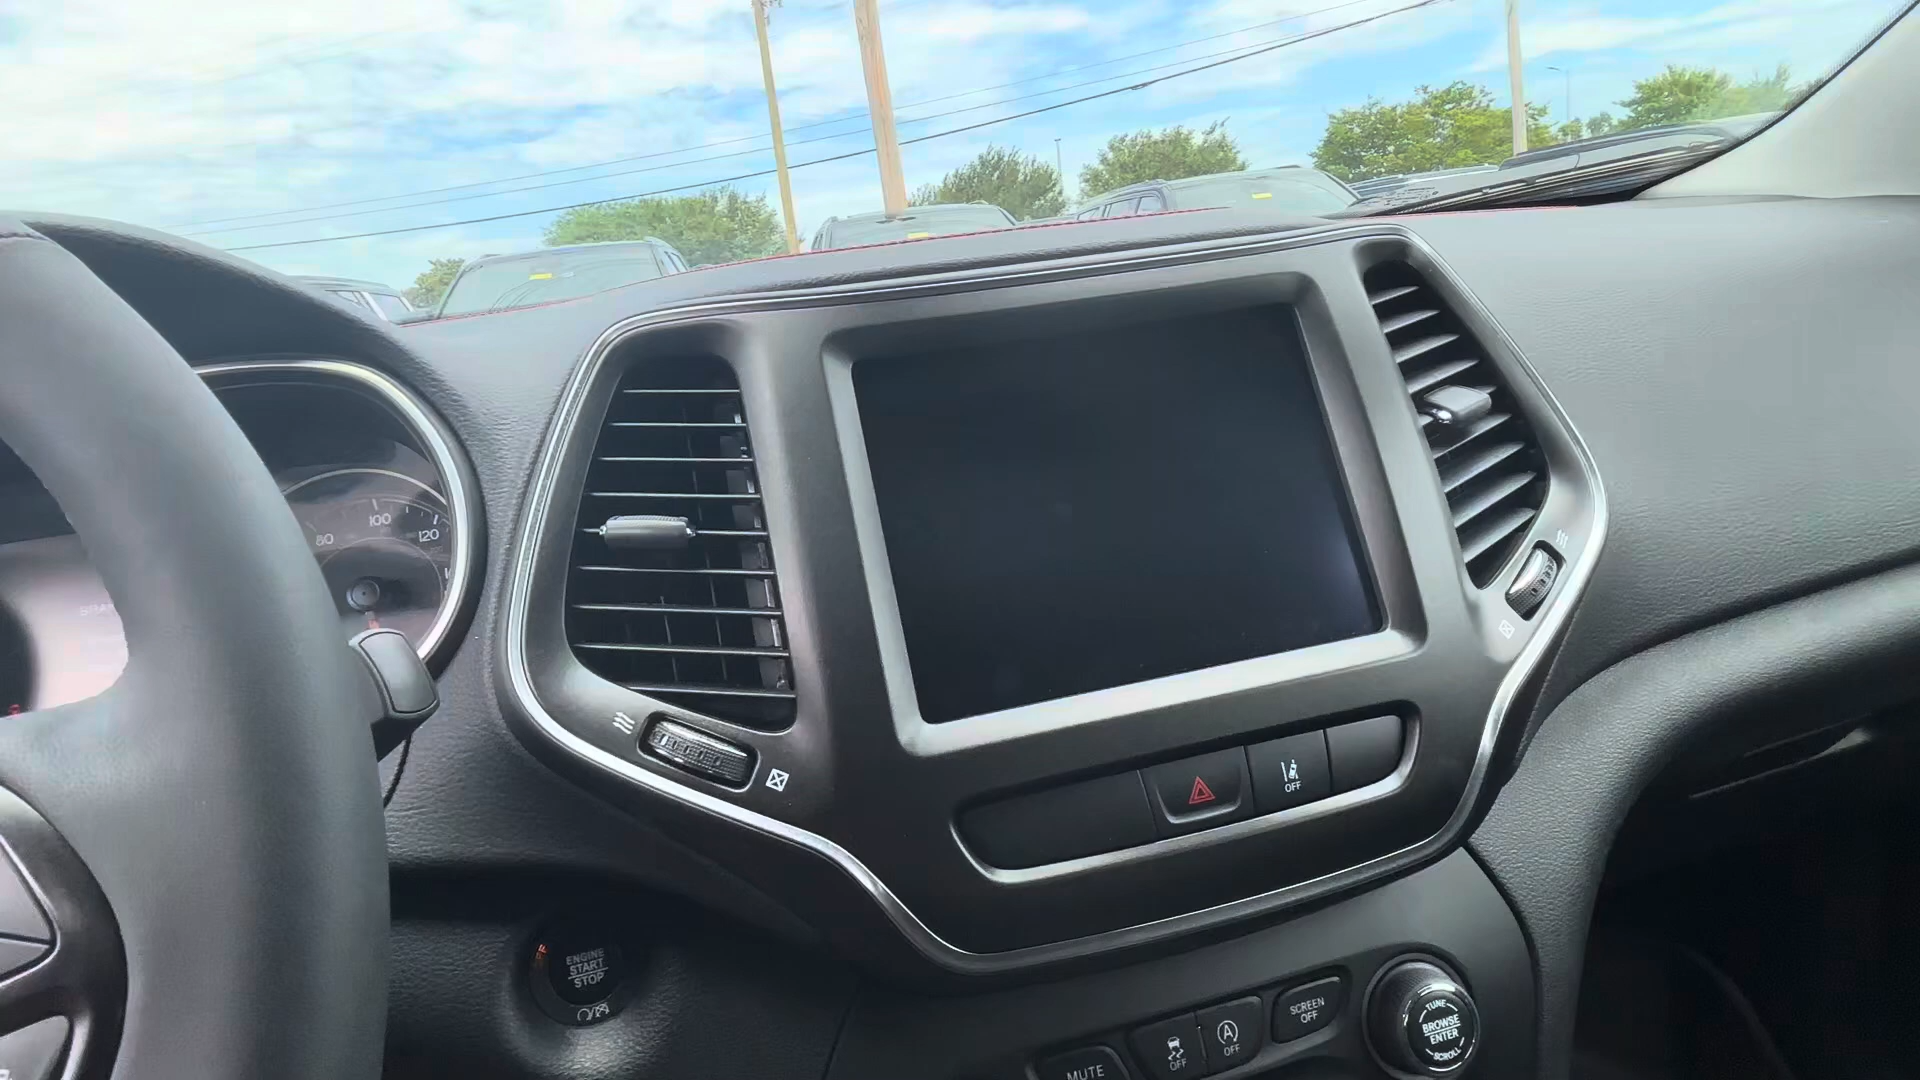 80
100
120
OFF
ENGINE
START
STOP
SCREEN
OFF
TUNE
BROWSE
ENTER
SCROLL
OFF
A
OFF
MUTE